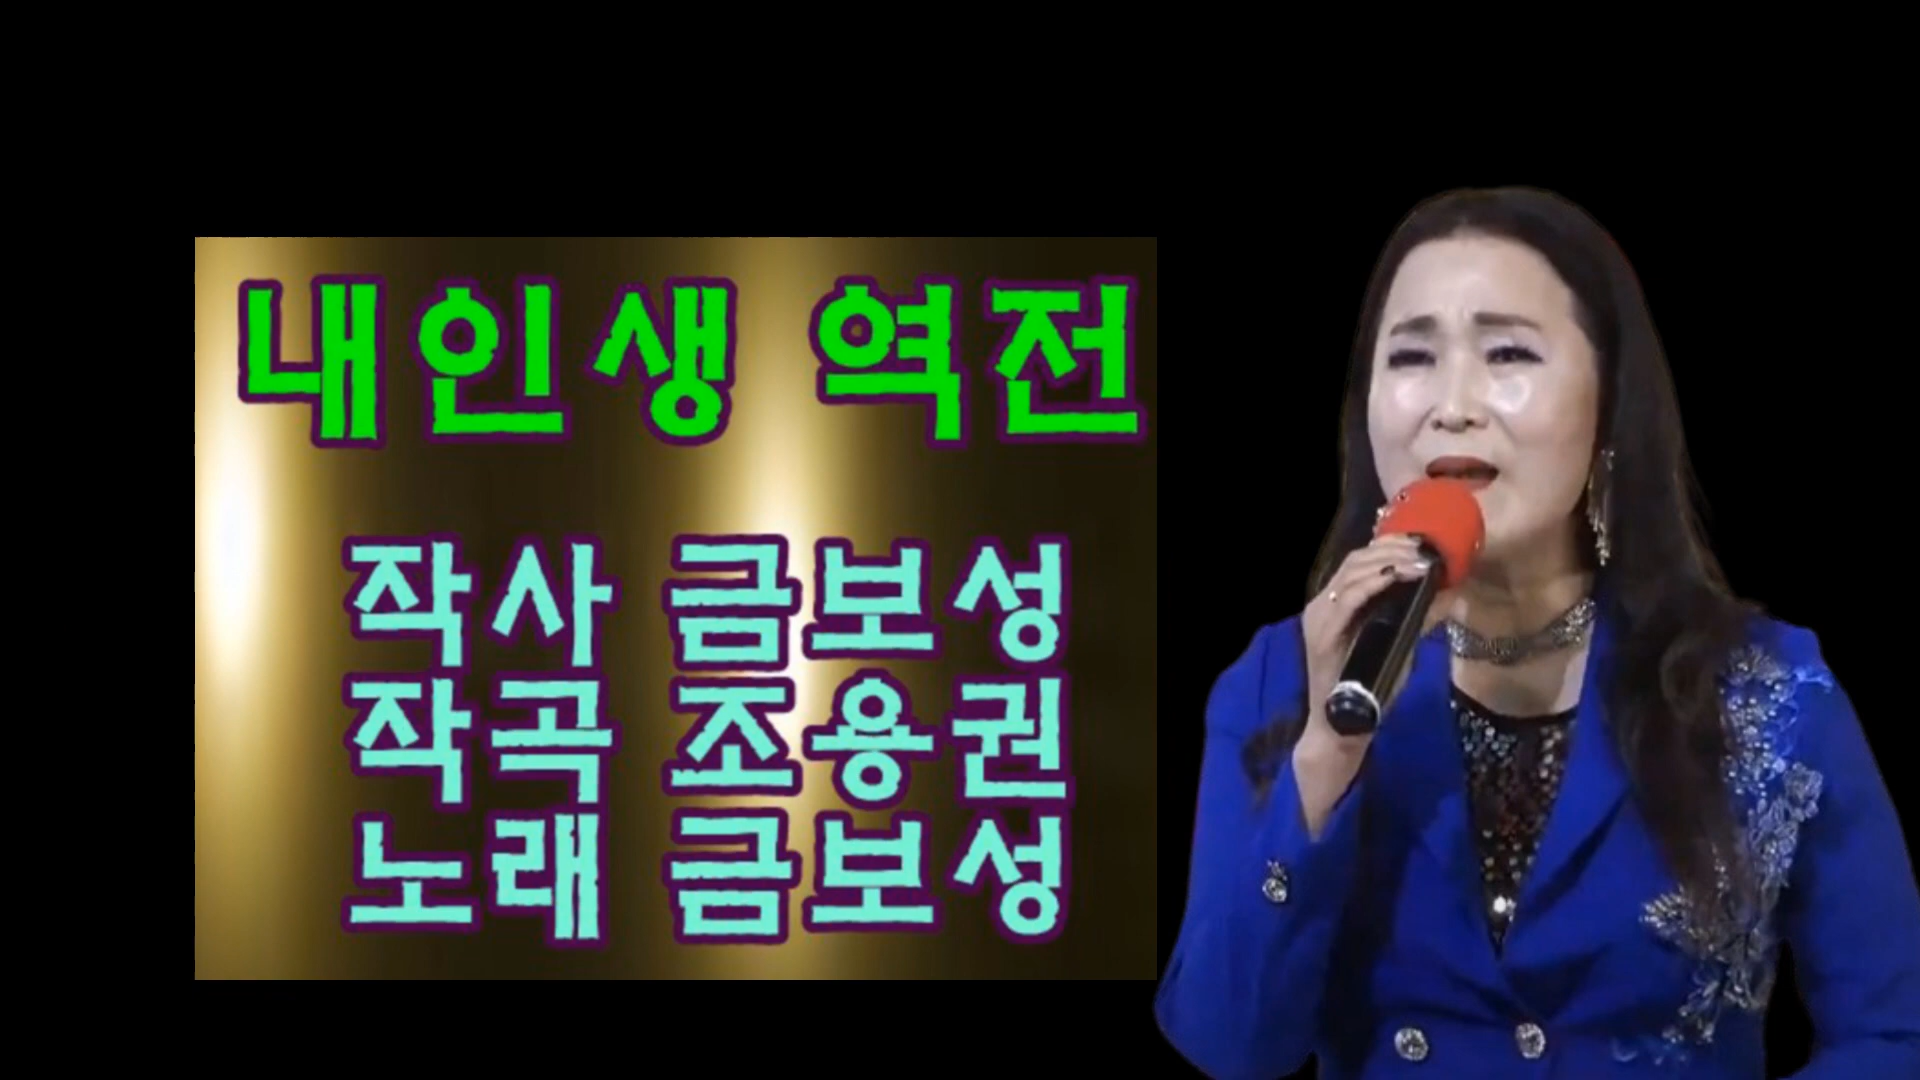 내인생 역전
작사 금보성
작곡 조용권
노래 금보성